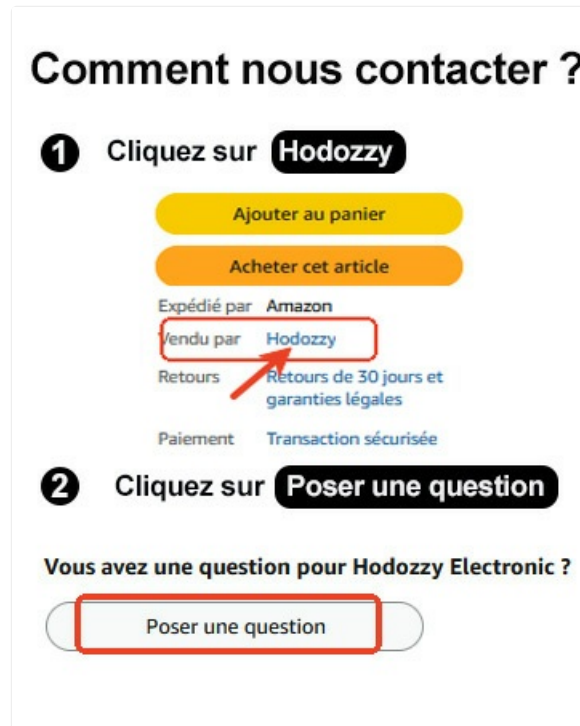 Comment nous contacter ?
1 Cliquez sur Hodozzy
Ajouter au panier
Acheter cet article
Expédié par Amazon
Vendu par Hodozzy
Retours Retours de 30 jours et
garanties légales
Paiement Transaction sécurisée
2 Cliquez sur Poser une question
Vous avez une question pour Hodozzy Electronic ?
Poser une question